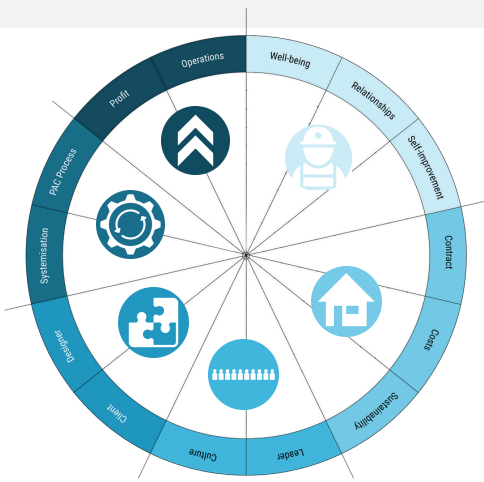 Operations
Well-being
Relationships
Self-improvement
Contract
Costs
Sustainability
Leader
Culture
Client
Designer
Systemisation
PAC Process
Profit